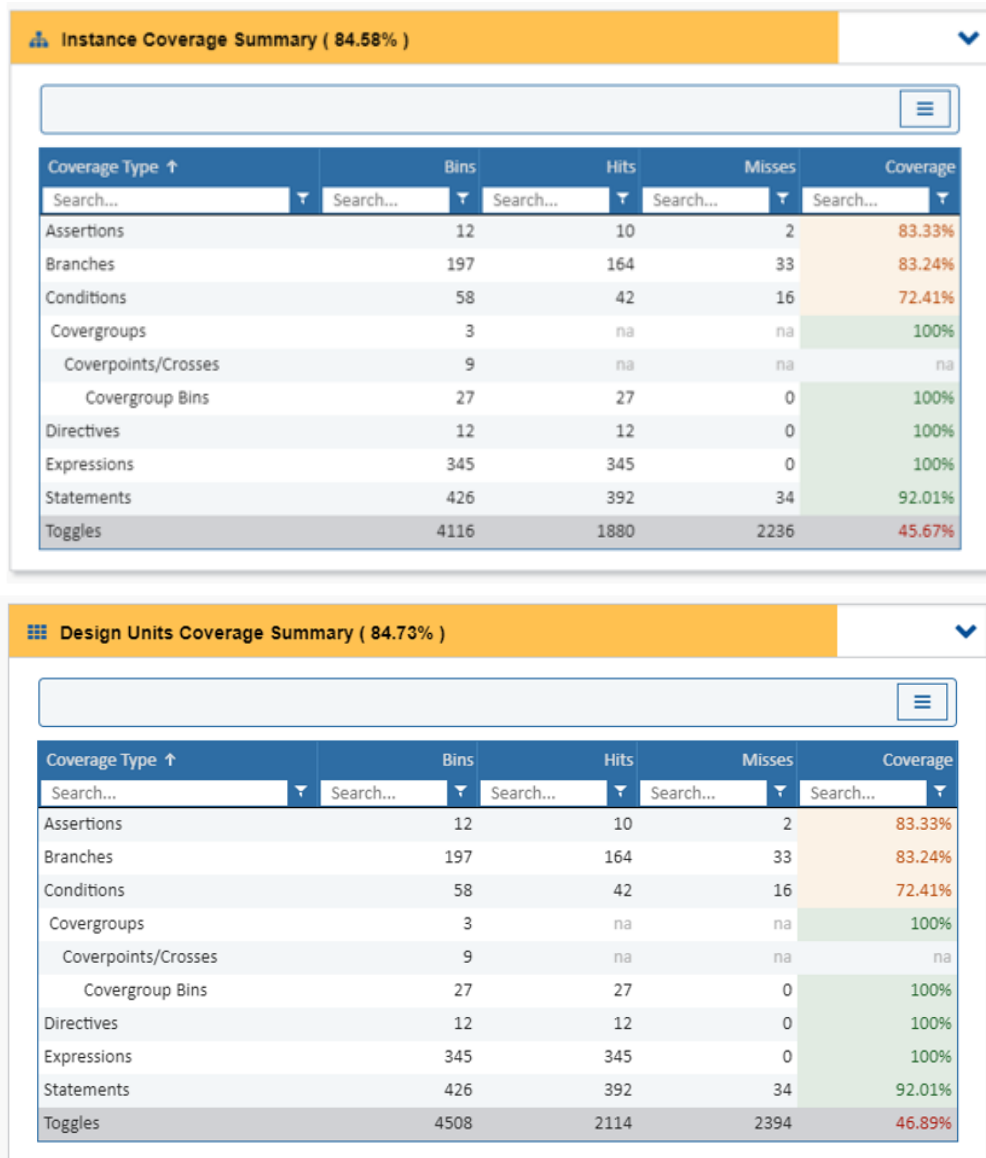 Instance Coverage Summary ( 84.58% )
Coverage Type ↑ Bins Hits Misses Coverage
Search... Search... Search... Search... Search...
Assertions 12 10 2 83.33%
Branches 197 164 33 83.24%
Conditions 58 42 16 72.41%
Covergroups 3 na na 100%
Coverpoints/Crosses 9 na na na
Covergroup Bins 27 27 0 100%
Directives 12 12 0 100%
Expressions 345 345 0 100%
Statements 426 392 34 92.01%
Toggles 4116 1880 2236 45.67%
Design Units Coverage Summary ( 84.73% )
Coverage Type ↑ Bins Hits Misses Coverage
Search... Search... Search... Search... Search...
Assertions 12 10 2 83.33%
Branches 197 164 33 83.24%
Conditions 58 42 16 72.41%
Covergroups 3 na na 100%
Coverpoints/Crosses 9 na na na
Covergroup Bins 27 27 0 100%
Directives 12 12 0 100%
Expressions 345 345 0 100%
Statements 426 392 34 92.01%
Toggles 4508 2114 2394 46.89%